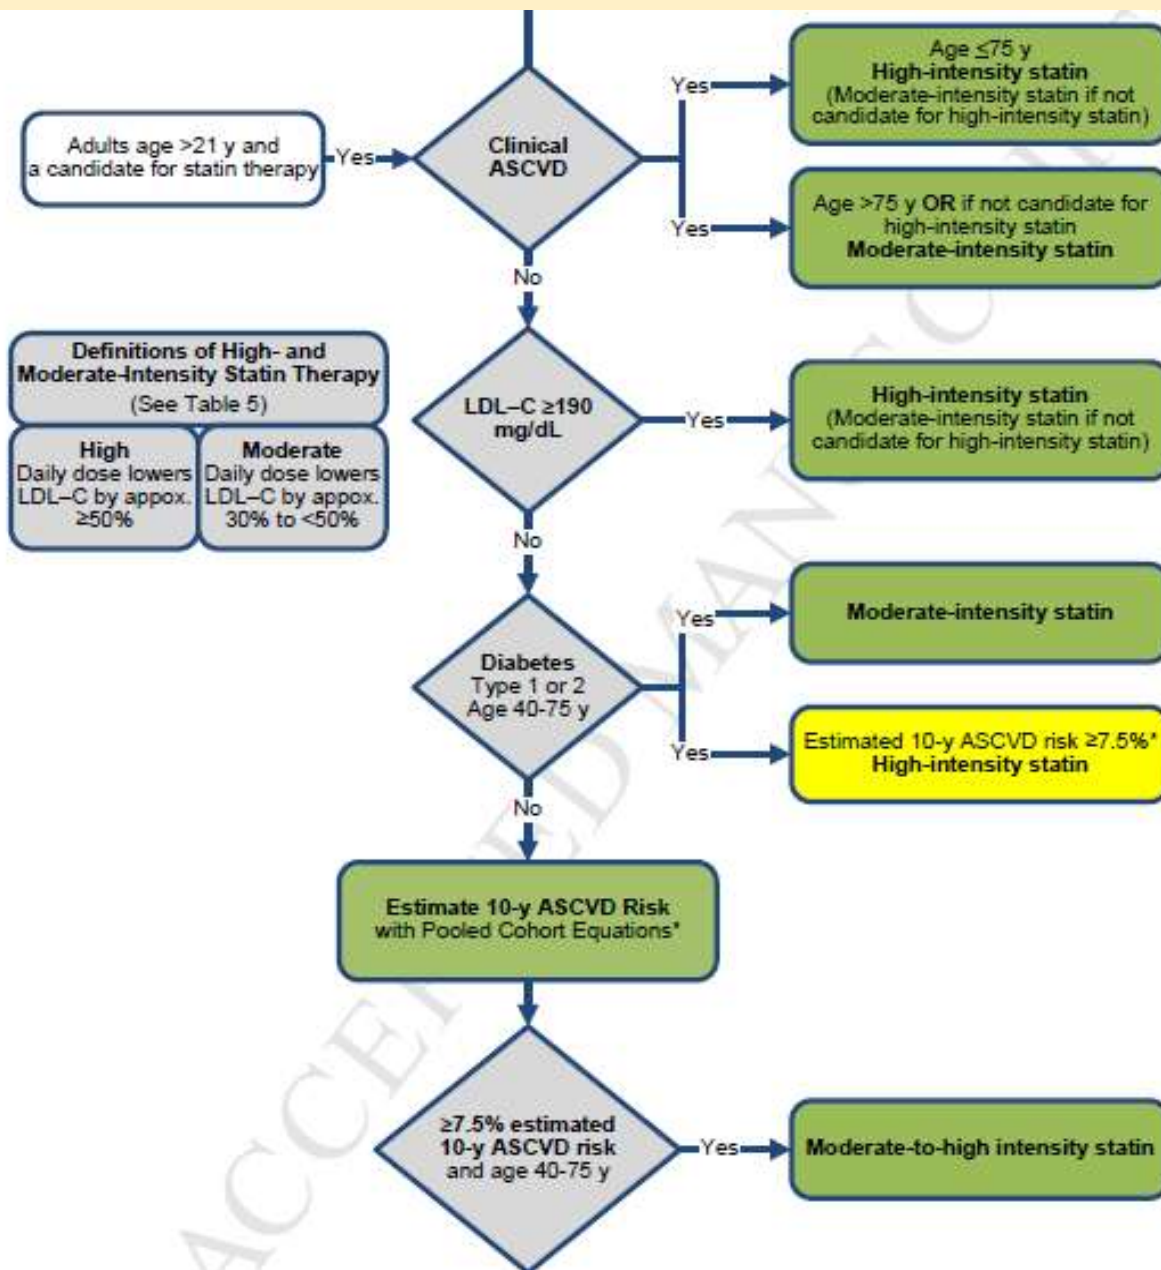 Age ≤75 y
High-intensity statin
(Moderate-intensity statin if not
candidate for high-intensity statin)
Yes
Adults age >21 y and
a candidate for statin therapy
Yes
Clinical
ASCVD
Yes
Age >75 y OR if not candidate for
high-intensity statin
Moderate-intensity statin
No
Definitions of High- and
Moderate-Intensity Statin Therapy
(See Table 5)
High
Daily dose lowers
LDL–C by appox.
≥50%
Moderate
Daily dose lowers
LDL–C by appox.
30% to <50%
LDL–C ≥190
mg/dL
Yes
High-intensity statin
(Moderate-intensity statin if not
candidate for high-intensity statin)
No
Diabetes
Type 1 or 2
Age 40-75 y
Yes
Moderate-intensity statin
Yes
Estimated 10-y ASCVD risk ≥7.5%*
High-intensity statin
No
Estimate 10-y ASCVD Risk
with Pooled Cohort Equations*
≥7.5% estimated
10-y ASCVD risk
and age 40-75 y
Yes
Moderate-to-high intensity statin
ACCEPTED